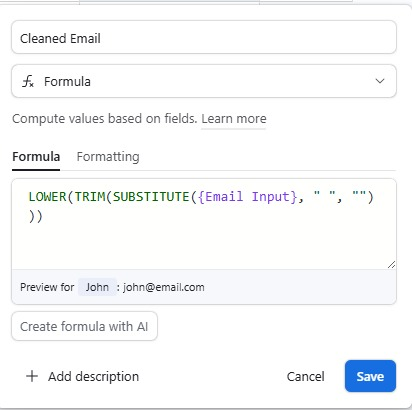 Cleaned Email
fx Formula
Compute values based on fields. Learn more
Formula Formatting
LOWER(TRIM(SUBSTITUTE({Email Input}, " ", "")
))
Preview for John : john@email.com
Create formula with AI
+ Add description Cancel Save